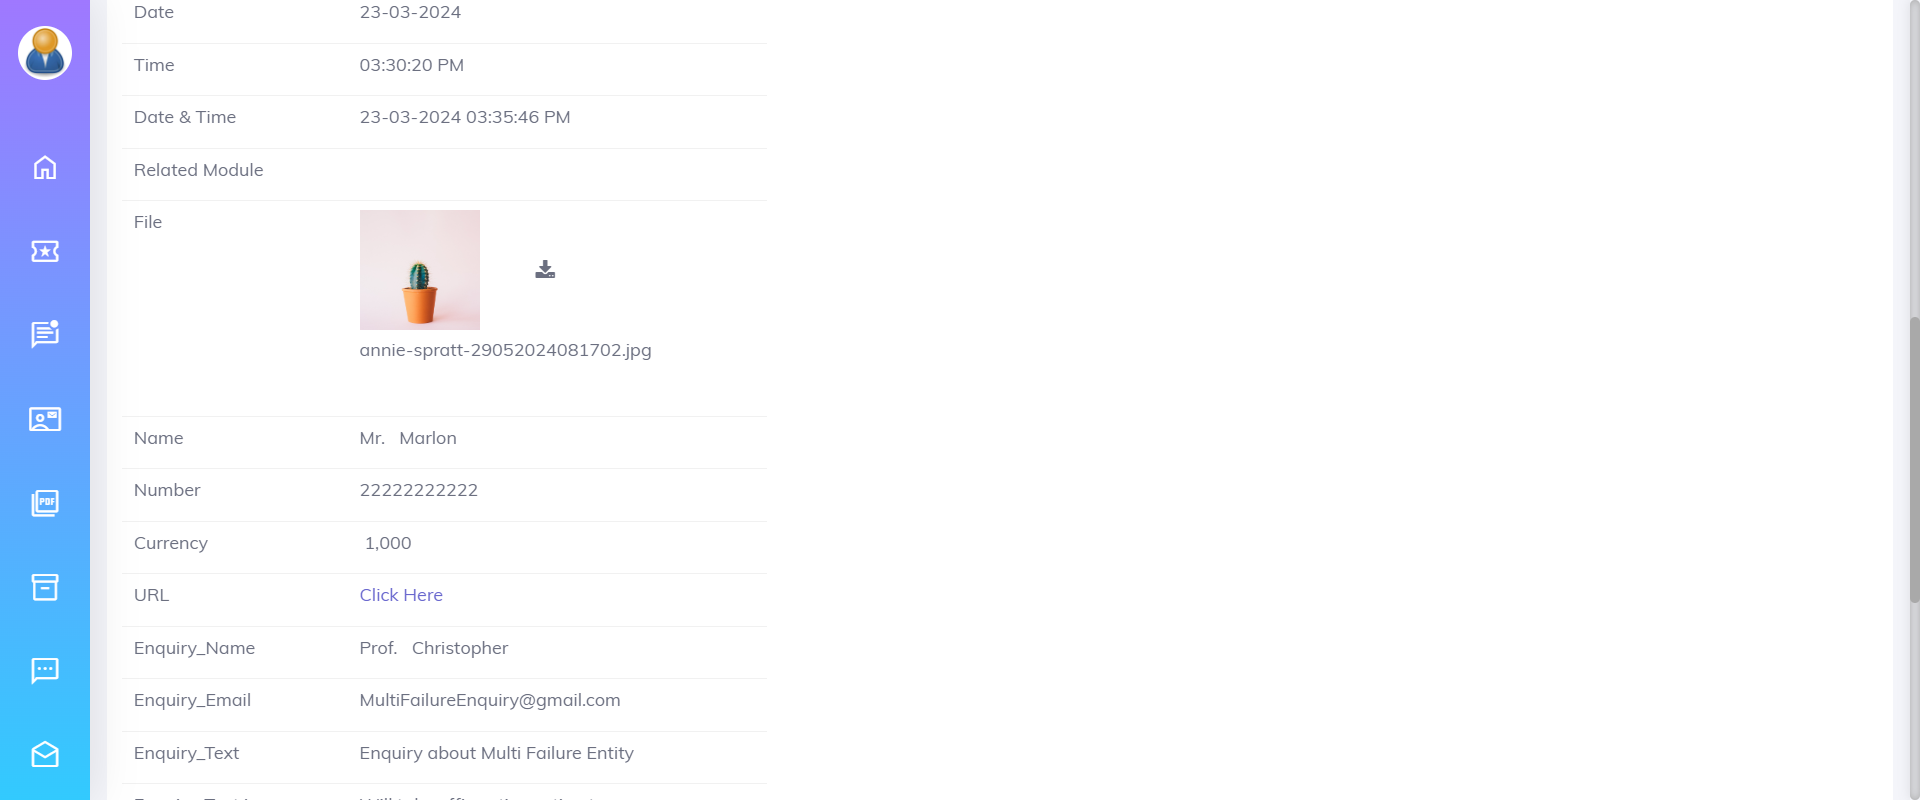 Date 23-03-2024
Time 03:30:20 PM
Date & Time 23-03-2024 03:35:46 PM
Related Module
File
annie-spratt-29052024081702.jpg
Name Mr. Marlon
Number 22222222222
Currency 1,000
URL Click Here
Enquiry_Name Prof. Christopher
Enquiry_Email MultiFailureEnquiry@gmail.com
Enquiry_Text Enquiry about Multi Failure Entity
PDF